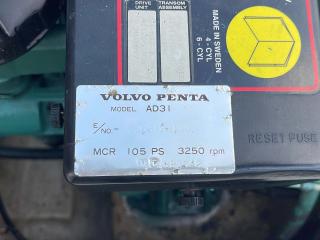 DRIVE UNIT
TRANSOM ASSEMBLY
MADE IN SWEDEN
4-CYL
6-CYL
VOLVO PENTA
MODEL AD31
E/NO.
MCR 105 PS 3250 rpm
RESET FUSE